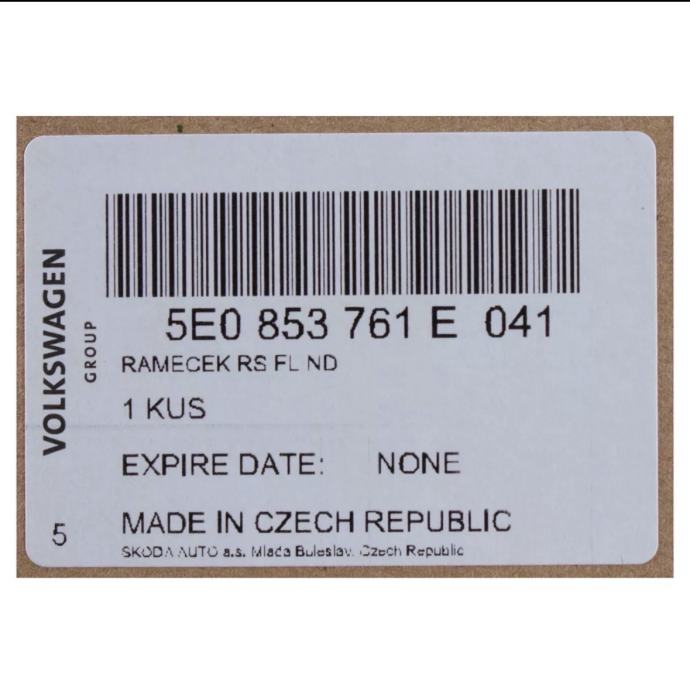 5E0 853 761 E 041
RAMECEK RS FL ND
1 KUS
EXPIRE DATE: NONE
MADE IN CZECH REPUBLIC
SKODA AUTO a.s. Mlada Buleslav, Czech Republic
VOLKSWAGEN
GROUP
5